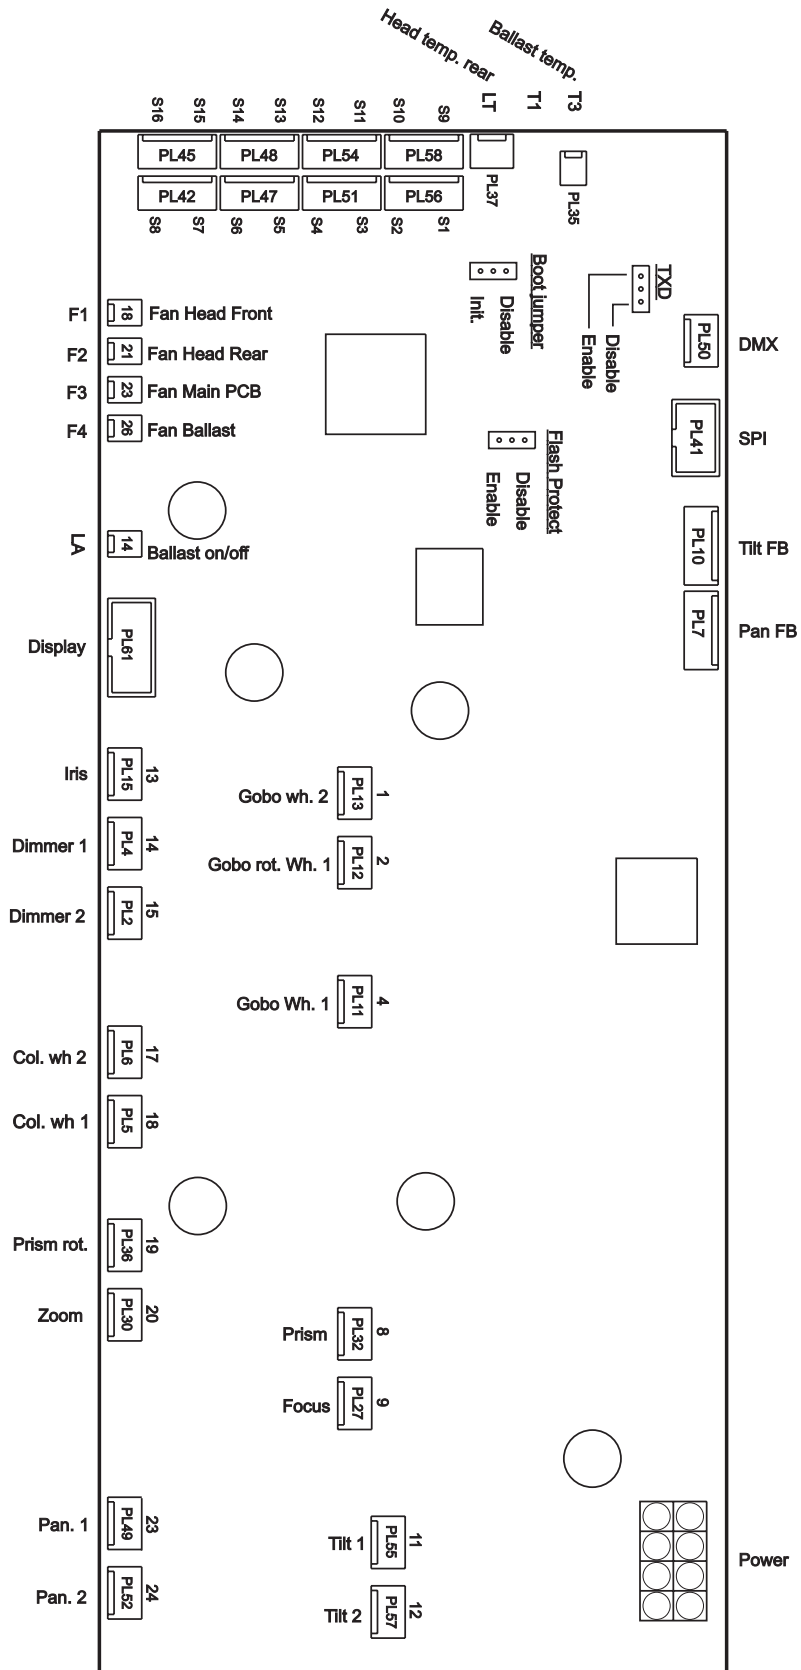 Head temp. rear
Ballast temp.
LT
T1
T3
S16
S15
S14
S13
S12
S11
S10
S9
PL45
PL48
PL54
PL58
PL37
PL35
PL42
PL47
PL51
PL56
S8
S7
S6
S5
S4
S3
S2
S1
Boot jumper
Disable
Init.
TXD
Disable
Enable
F1
18
Fan Head Front
F2
21
Fan Head Rear
F3
23
Fan Main PCB
F4
26
Fan Ballast
PL50
DMX
PL41
SPI
Flash Protect
Disable
Enable
LA
14
Ballast on/off
PL10
Tilt FB
PL7
Pan FB
Display
PL61
Iris
PL15
13
Gobo wh. 2
PL13
1
Dimmer 1
PL4
14
Gobo rot. Wh. 1
PL12
2
Dimmer 2
PL2
15
Gobo Wh. 1
PL11
4
Col. wh 2
PL6
17
Col. wh 1
PL5
18
Prism rot.
PL36
19
Zoom
PL30
20
Prism
PL32
8
Focus
PL27
9
Pan. 1
PL49
23
Tilt 1
PL55
11
Power
Pan. 2
PL52
24
Tilt 2
PL57
12